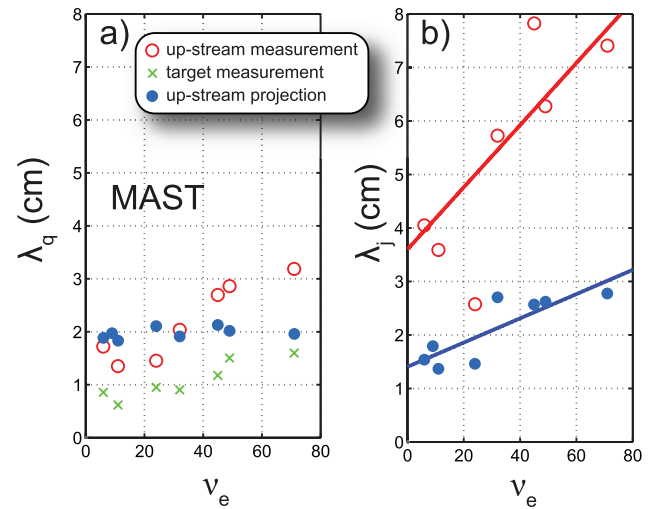 a)
up-stream measurement
target measurement
up-stream projection
MAST
λq (cm)
8
7
6
5
4
3
2
1
0
0 20 40 60 80
νe
b)
λj (cm)
8
7
6
5
4
3
2
1
0
0 20 40 60 80
νe